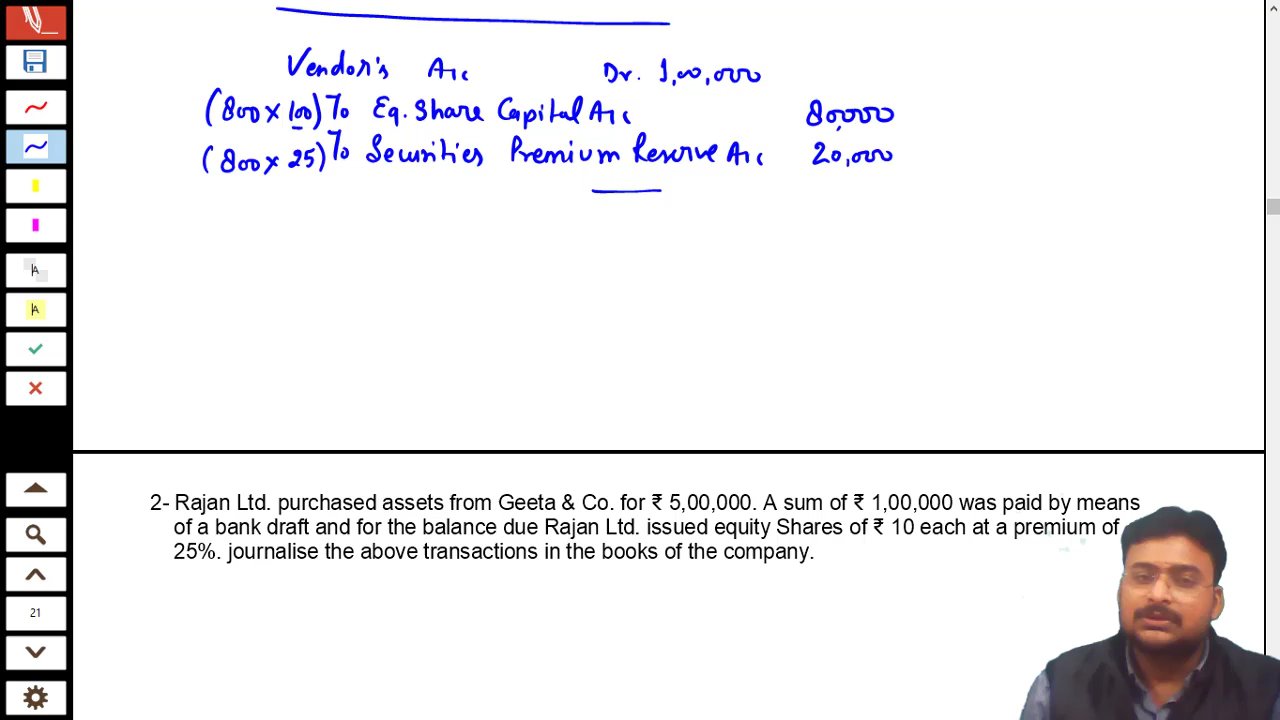 Vendor's A/c Dr. 1,00,000
(800 × 100) To Eq. Share Capital A/c 80,000
(800 × 25) To Securities Premium Reserve A/c 20,000
2- Rajan Ltd. purchased assets from Geeta & Co. for ₹ 5,00,000. A sum of ₹ 1,00,000 was paid by means
of a bank draft and for the balance due Rajan Ltd. issued equity Shares of ₹ 10 each at a premium of
25%. journalise the above transactions in the books of the company.
A
A
21